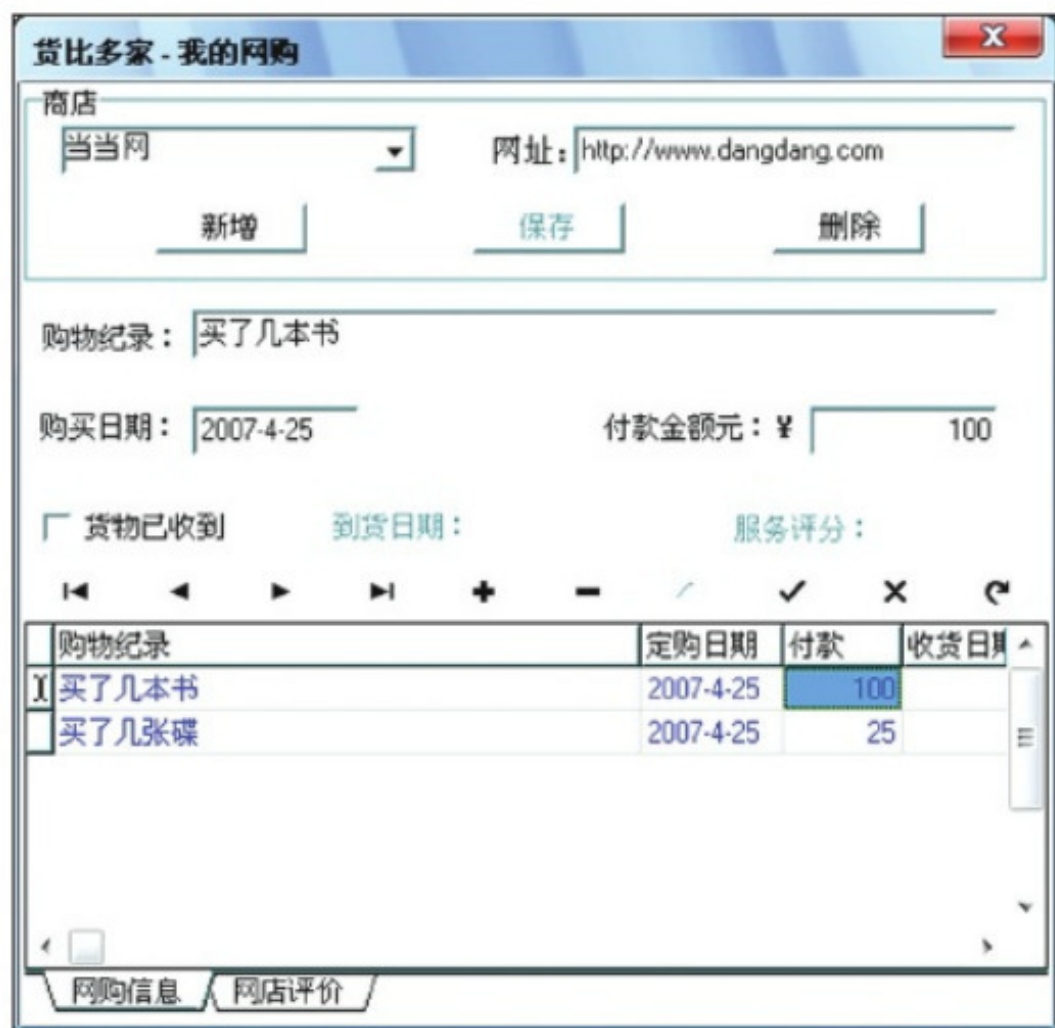 货比多家 - 我的网购
商店
当当网 网址: http://www.dangdang.com
新增 保存 删除
购物纪录: 买了几本书
购买日期: 2007-4-25 付款金额元: ¥ 100
货物已收到 到货日期: 服务评分:
购物纪录 定购日期 付款 收货日期
买了几本书 2007-4-25 100
买了几张碟 2007-4-25 25
网购信息 网店评价